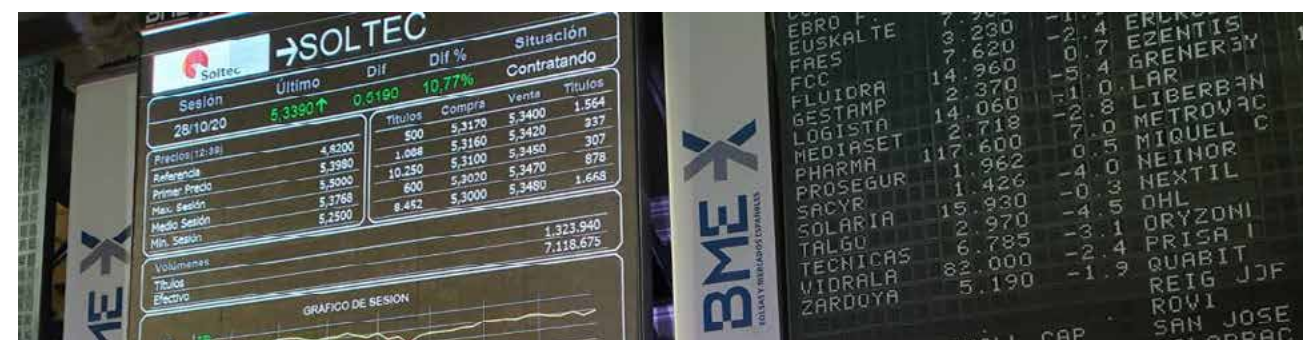 Soltec
→SOLTEC
Sesión Último Dif Dif % Situación
28/10/20 5,3390↑ 0,5190 10,77% Contratando
Precios(12:39)
Referencia 4,8200
Primer Precio 5,3980
Max. Sesión 5,5000
Medio Sesión 5,3768
Min. Sesión 5,2500
Títulos Compra Venta Títulos
500 5,3170 5,3400 1.564
1.068 5,3160 5,3420 337
10.250 5,3100 5,3450 307
600 5,3020 5,3470 878
8.452 5,3000 5,3480 1.668
Volúmenes
Títulos 1.323.940
Efectivo 7.118.675
GRÁFICO DE SESION
BME
BOLSAS Y MERCADOS ESPAÑOLES
EBRO F.
EUSKALTE
FAES 3.230
FCC 7.620 -2.4
FLUIDRA 14.960 0.7
GESTAMP 2.370 -5.4
LOGISTA 14.060 -1.0
MEDIASET 2.718 -2.8
PHARMA 117.600 7.0
PROSEGUR 1.962 0.5
SACYR 1.426 -4.0
SOLARIA 15.930 -0.3
TALGO 2.970 -4.5
TECNICAS 6.785 -3.1
VIDRALA 82.000 -2.4
ZARDOYA 5.190 -1.9
EZENTIS
GRENERGY
LAR
LIBERBAN
METROVAC
MIQUEL C
NEINOR
NEXTIL
OHL
ORYZON
PRISA
QUABIT
REIG JOF
ROVI
SAN JOSE
CAP